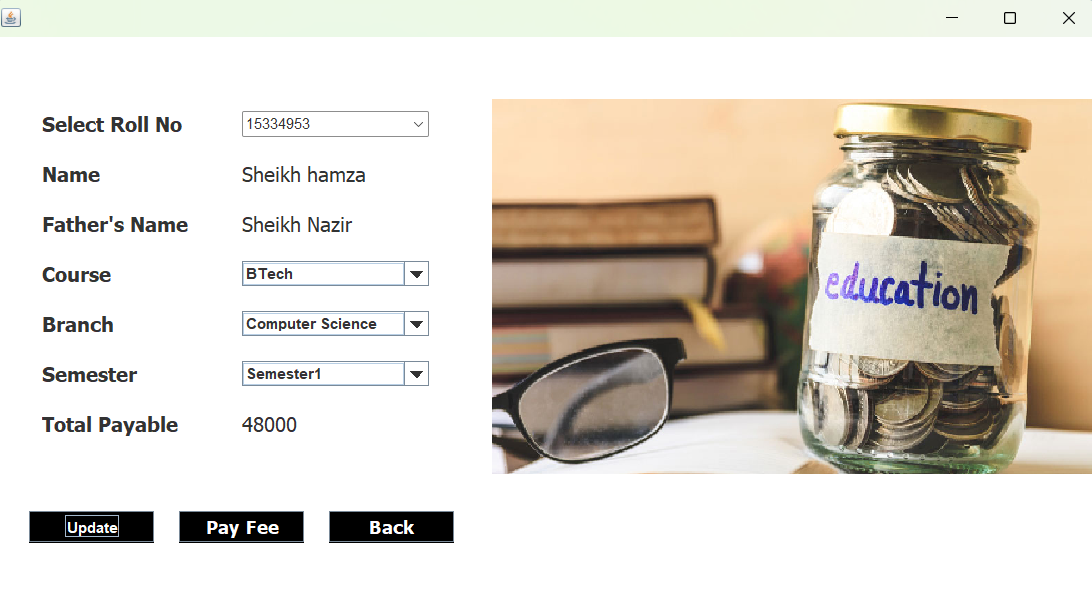 Select Roll No 15334953
Name Sheikh hamza
Father's Name Sheikh Nazir
Course BTech
Branch Computer Science
Semester Semester1
Total Payable 48000
education
Update Pay Fee Back